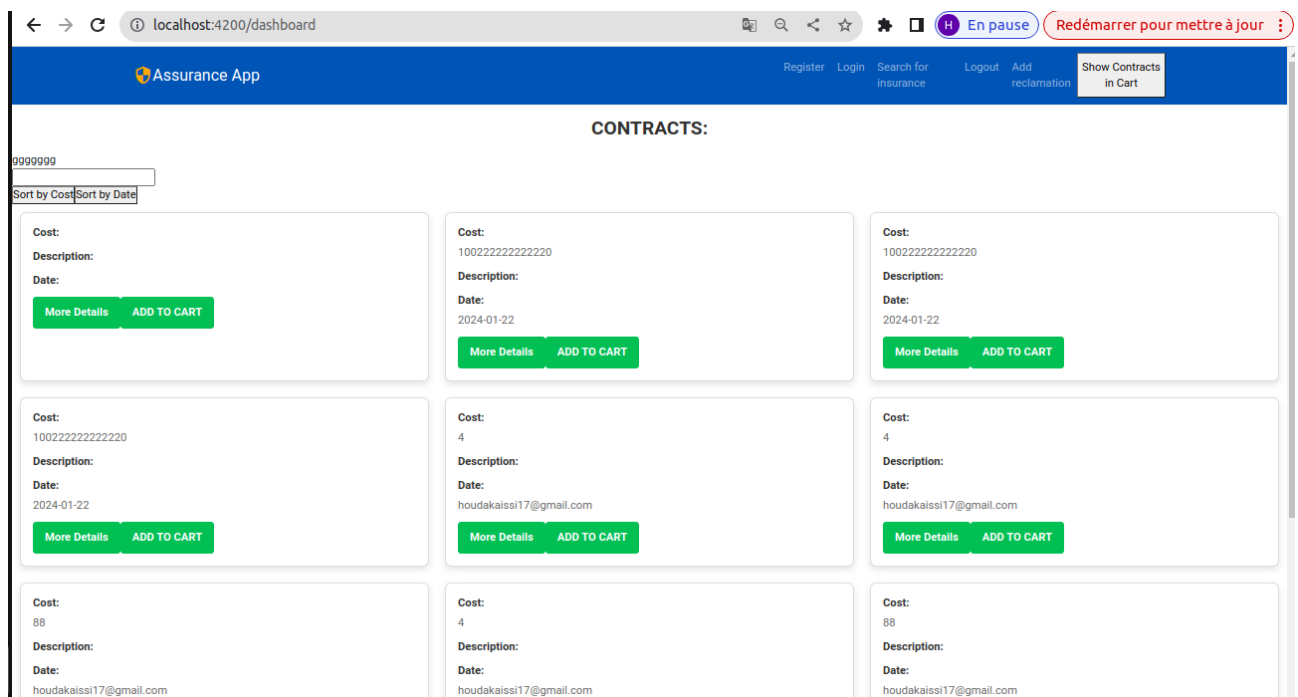 localhost:4200/dashboard
H En pause
Redémarrer pour mettre à jour
Assurance App
Register Login Search for insurance Logout Add reclamation Show Contracts in Cart
CONTRACTS:
ggggggg
Sort by Cost Sort by Date
Cost:
Description:
Date:
More Details ADD TO CART
Cost:
100222222222220
Description:
Date:
2024-01-22
More Details ADD TO CART
Cost:
100222222222220
Description:
Date:
2024-01-22
More Details ADD TO CART
Cost:
100222222222220
Description:
Date:
2024-01-22
More Details ADD TO CART
Cost:
4
Description:
Date:
houdakaissi17@gmail.com
More Details ADD TO CART
Cost:
4
Description:
Date:
houdakaissi17@gmail.com
More Details ADD TO CART
Cost:
88
Description:
Date:
houdakaissi17@gmail.com
Cost:
4
Description:
Date:
houdakaissi17@gmail.com
Cost:
88
Description:
Date:
houdakaissi17@gmail.com